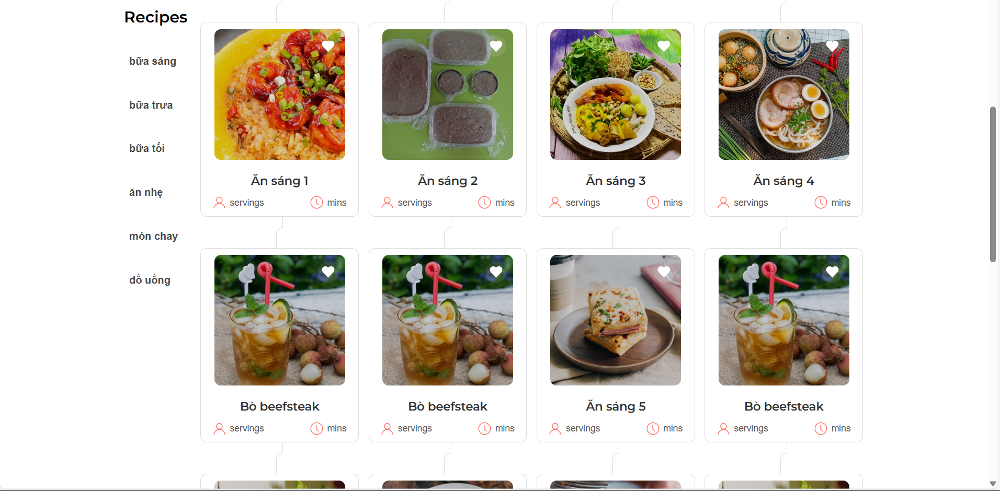 Recipes
bữa sáng
bữa trưa
bữa tối
ăn nhẹ
món chay
đồ uống
Ăn sáng 1
servings mins
Ăn sáng 2
servings mins
Ăn sáng 3
servings mins
Ăn sáng 4
servings mins
Bò beefsteak
servings mins
Bò beefsteak
servings mins
Ăn sáng 5
servings mins
Bò beefsteak
servings mins